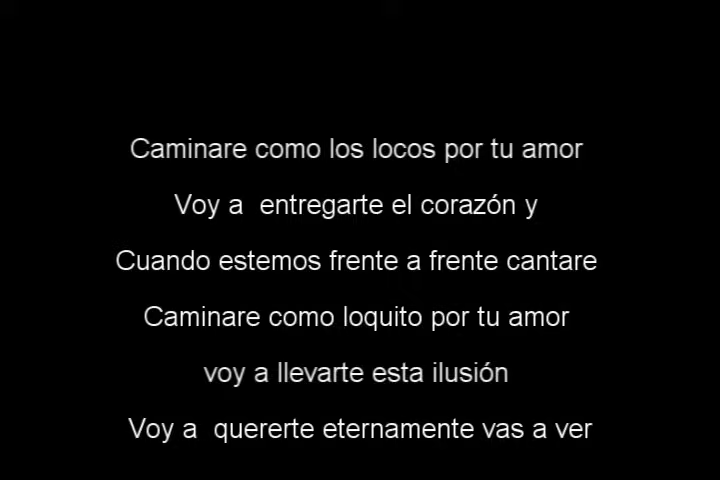 Caminare como los locos por tu amor
Voy a  entregarte el corazón y
Cuando estemos frente a frente cantare
Caminare como loquito por tu amor
voy a llevarte esta ilusión
Voy a  quererte eternamente vas a ver